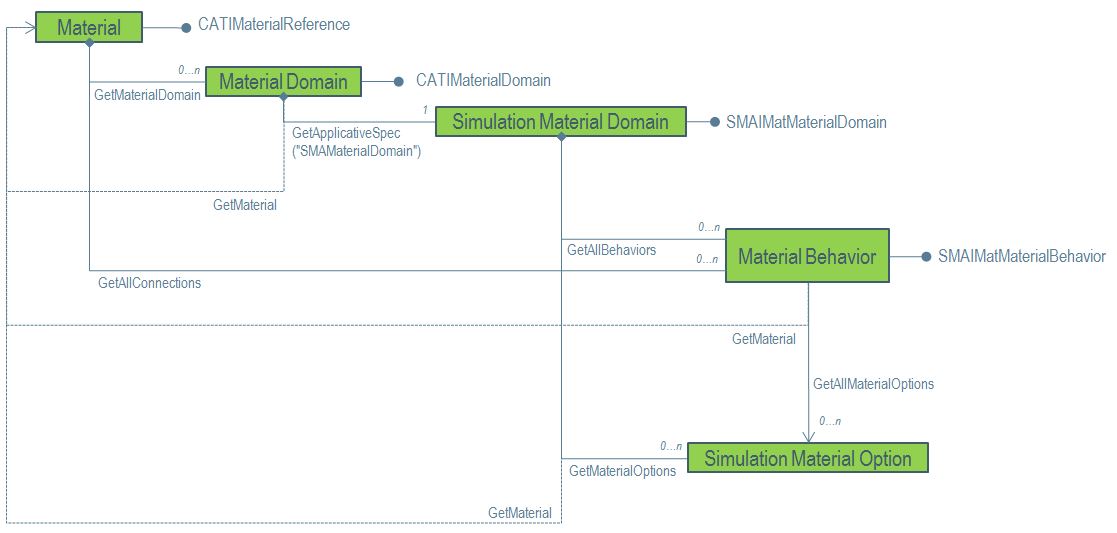 Material
CATIMaterialReference
0...n
GetMaterialDomain
Material Domain
CATIMaterialDomain
1
GetApplicativeSpec
("SMAMaterialDomain")
Simulation Material Domain
SMAIMatMaterialDomain
GetMaterial
0...n
GetAllBehaviors
0...n
GetAllConnections
Material Behavior
SMAIMatMaterialBehavior
GetMaterial
GetAllMaterialOptions
0...n
0...n
GetMaterialOptions
Simulation Material Option
GetMaterial